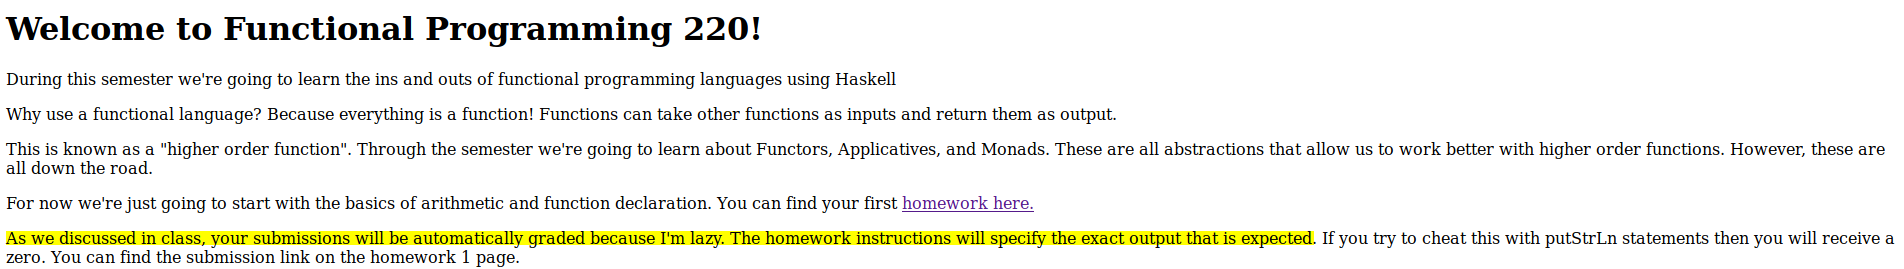 Welcome to Functional Programming 220!
During this semester we're going to learn the ins and outs of functional programming languages using Haskell
Why use a functional language? Because everything is a function! Functions can take other functions as inputs and return them as output.
This is known as a "higher order function". Through the semester we're going to learn about Functors, Applicatives, and Monads. These are all abstractions that allow us to work better with higher order functions. However, these are
all down the road.
For now we're just going to start with the basics of arithmetic and function declaration. You can find your first homework here.
As we discussed in class, your submissions will be automatically graded because I'm lazy. The homework instructions will specify the exact output that is expected. If you try to cheat this with putStrLn statements then you will receive a
zero. You can find the submission link on the homework 1 page.